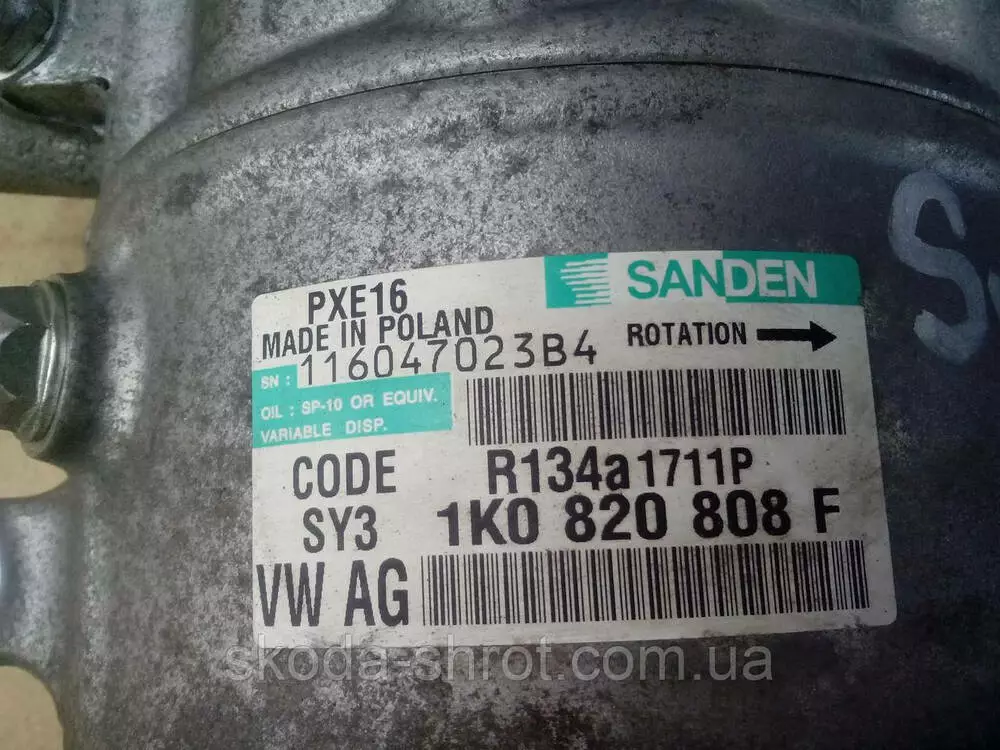 SANDEN
PXE16
MADE IN POLAND
ROTATION
SN : 116047023B4
OIL : SP-10 OR EQUIV.
VARIABLE DISP.
CODE R134a 1711P
SY3 1K0 820 808 F
VW AG
skoda-shrot.com.ua